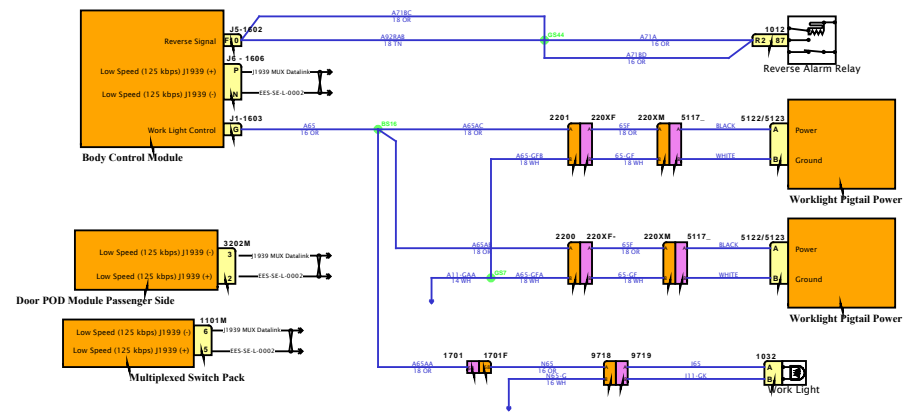 A718C
18 OR
J5-1602
Reverse Signal
F 0
A92RAB
18 TN
GS44
A71A
16 OR
1012
R2 87
A718D
16 OR
Reverse Alarm Relay
J6 - 1606
Low Speed (125 kbps) J1939 (+)
P
J1939 MUX Datalink
Low Speed (125 kbps) J1939 (-)
N
EES-SE-L-0002
J1-1603
Work Light Control
G
A65
16 OR
Body Control Module
A65AC
18 OR
2201
220XF
A
A
65F
18 OR
220XM
5117_
A
A
BLACK
5122/5123
A
Power
A65-GFB
18 WH
B
B
65-GF
18 WH
B
B
WHITE
B
Ground
Worklight Pigtail Power
3202M
Low Speed (125 kbps) J1939 (-)
3
J1939 MUX Datalink
Low Speed (125 kbps) J1939 (+)
2
EES-SE-L-0002
Door POD Module Passenger Side
18 OR
2200
220XF-
A
A
65F
18 OR
220XM
5117_
A
A
BLACK
5122/5123
A
Power
A11-GAA
14 WH
A65-GFA
18 WH
B
B
65-GF
18 WH
B
B
WHITE
B
Ground
Worklight Pigtail Power
1101M
Low Speed (125 kbps) J1939 (-)
6
J1939 MUX Datalink
Low Speed (125 kbps) J1939 (+)
5
EES-SE-L-0002
Multiplexed Switch Pack
A65AA
18 OR
1701
1701F
N65
16 OR
9718
9719
A
A
I65
1032
A
N65-G
16 WH
B
B
I11-GK
B
Work Light